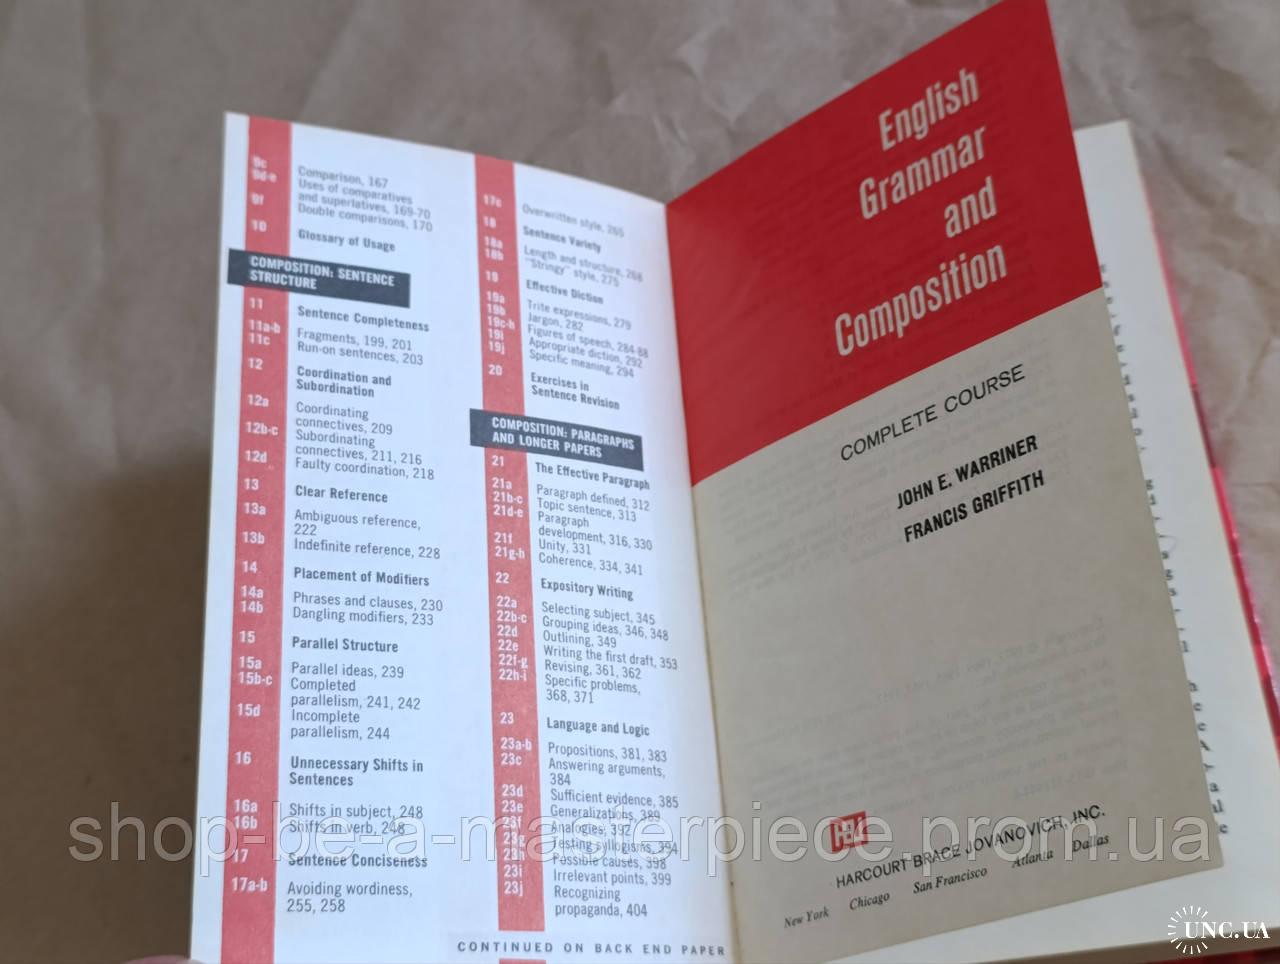 9c Comparison, 167
9d-e Uses of comparatives
and superlatives, 169-70
9f Double comparisons, 170
10 Glossary of Usage
COMPOSITION: SENTENCE
STRUCTURE
11 Sentence Completeness
11a-b Fragments, 199, 201
11c Run-on sentences, 203
12 Coordination and
Subordination
12a Coordinating
connectives, 209
12b-c Subordinating
connectives, 211, 216
12d Faulty coordination, 218
13 Clear Reference
13a Ambiguous reference,
222
13b Indefinite reference, 228
14 Placement of Modifiers
14a Phrases and clauses, 230
14b Dangling modifiers, 233
15 Parallel Structure
15a Parallel ideas, 239
15b-c Completed
parallelism, 241, 242
15d Incomplete
parallelism, 244
16 Unnecessary Shifts in
Sentences
16a Shifts in subject, 248
16b Shifts in verb, 248
17 Sentence Conciseness
17a-b Avoiding wordiness,
255, 258
17c Overwritten style, 265
18 Sentence Variety
18a Length and structure, 268
18b "Stringy" style, 275
19 Effective Diction
19a Trite expressions, 279
19b Jargon, 282
19c-h Figures of speech, 284-88
19i Appropriate diction, 292
19j Specific meaning, 294
20 Exercises in
Sentence Revision
COMPOSITION: PARAGRAPHS
AND LONGER PAPERS
21 The Effective Paragraph
21a Paragraph defined, 312
21b-c Topic sentence, 313
21d-e Paragraph
development, 316, 330
21f Unity, 331
21g-h Coherence, 334, 341
22 Expository Writing
22a Selecting subject, 345
22b-c Grouping ideas, 346, 348
22d Outlining, 349
22e Writing the first draft, 353
22f-g Revising, 361, 362
22h-i Specific problems,
368, 371
23 Language and Logic
23a-b Propositions, 381, 383
23c Answering arguments,
384
23d Sufficient evidence, 385
23e Generalizations, 389
23f Analogies, 392
23g Testing syllogisms, 394
23h Possible causes, 398
23i Irrelevant points, 399
23j Recognizing
propaganda, 404
CONTINUED ON BACK END PAPER
English
Grammar
and
Composition
COMPLETE COURSE
JOHN E. WARRINER
FRANCIS GRIFFITH
HBJ
HARCOURT BRACE JOVANOVICH, INC.
New York Chicago San Francisco Atlanta Dallas
shop-be-a-masterpiece.prom.ua
UNC.UA